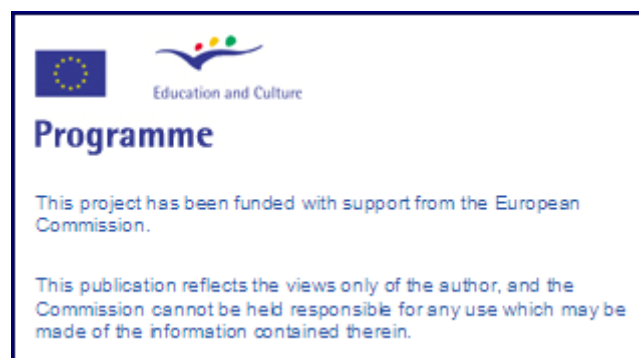 Education and Culture
Programme
This project has been funded with support from the European
Commission.
This publication reflects the views only of the author, and the
Commission cannot be held responsible for any use which may be
made of the information contained therein.